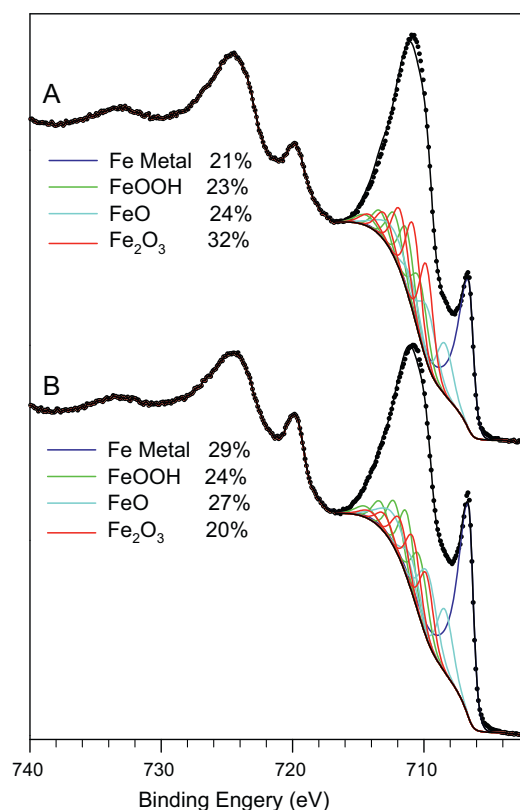 A
Fe Metal 21%
FeOOH 23%
FeO 24%
Fe₂O₃ 32%
B
Fe Metal 29%
FeOOH 24%
FeO 27%
Fe₂O₃ 20%
740 730 720 710
Binding Engery (eV)